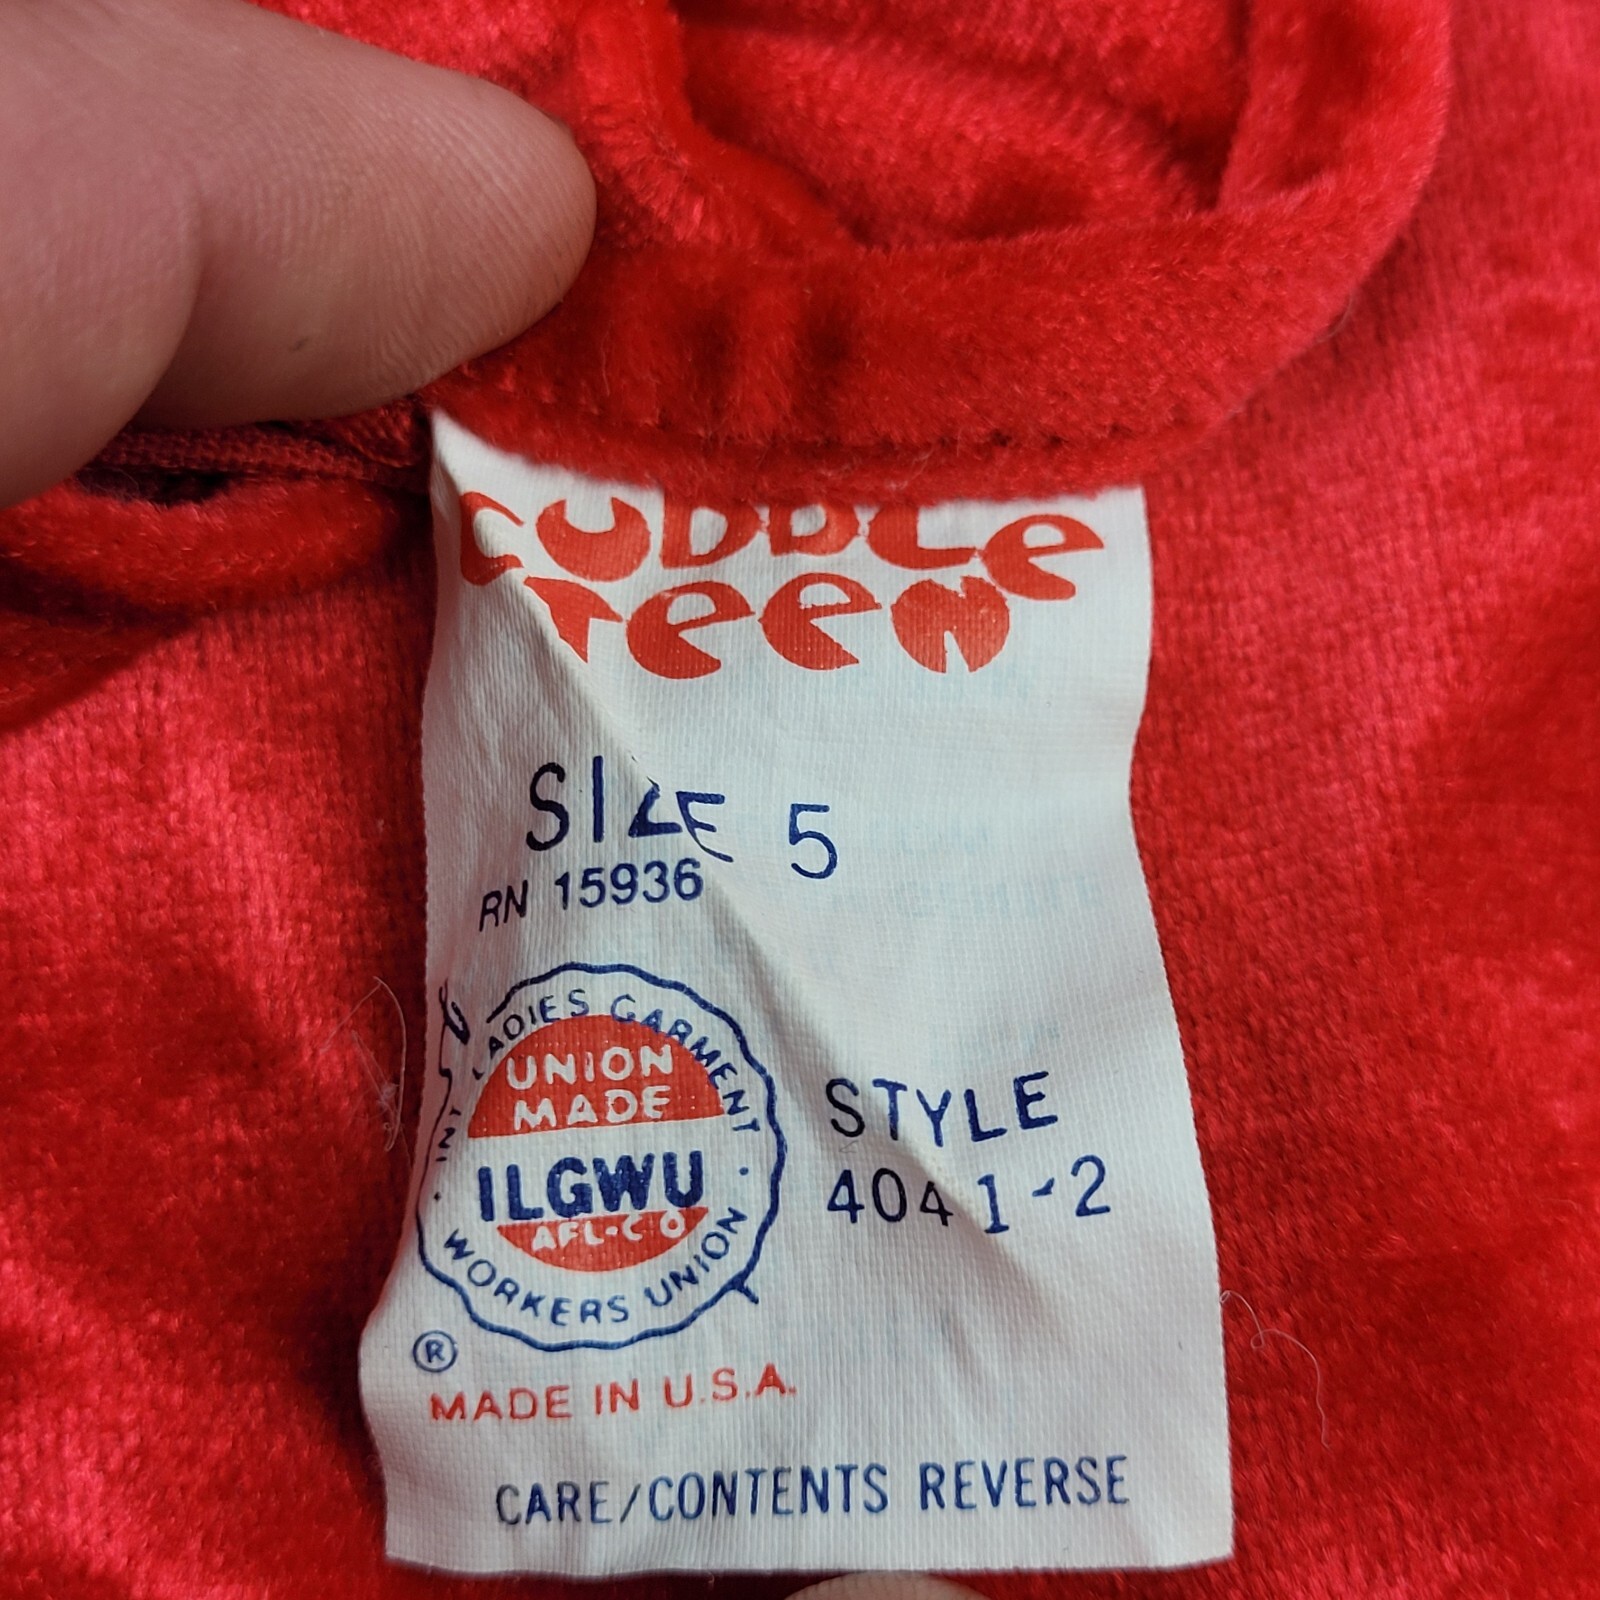 CUDDLE
TEEN
SIZE 5
RN 15936
INT'L LADIES GARMENT
UNION
MADE
ILGWU
AFL-CIO
WORKERS UNION
®
STYLE
4041-2
MADE IN U.S.A.
CARE/CONTENTS REVERSE